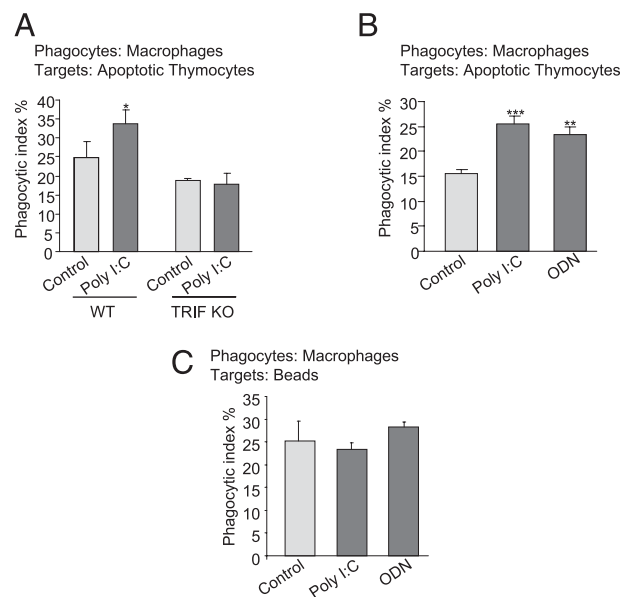 A
Phagocytes: Macrophages
Targets: Apoptotic Thymocytes
Phagocytic index %
40
35
30
25
20
15
10
5
0
*
Control
Poly I:C
Control
Poly I:C
WT
TRIF KO
B
Phagocytes: Macrophages
Targets: Apoptotic Thymocytes
Phagocytic index %
30
25
20
15
10
5
0
***
**
Control
Poly I:C
ODN
C
Phagocytes: Macrophages
Targets: Beads
Phagocytic index %
35
30
25
20
15
10
5
0
Control
Poly I:C
ODN